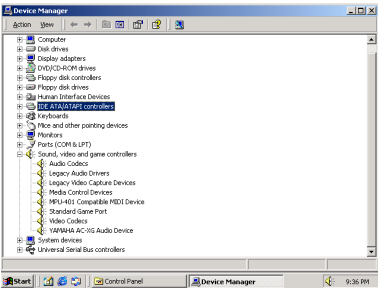 Device Manager
Action View
Computer
Disk drives
Display adapters
DVD/CD-ROM drives
Floppy disk controllers
Floppy disk drives
Human Interface Devices
IDE ATA/ATAPI controllers
Keyboards
Mice and other pointing devices
Monitors
Ports (COM & LPT)
Sound, video and game controllers
Audio Codecs
Legacy Audio Drivers
Legacy Video Capture Devices
Media Control Devices
MPU-401 Compatible MIDI Device
Standard Game Port
Video Codecs
YAMAHA AC-XG Audio Device
System devices
Universal Serial Bus controllers
Start Control Panel Device Manager 9:36 PM